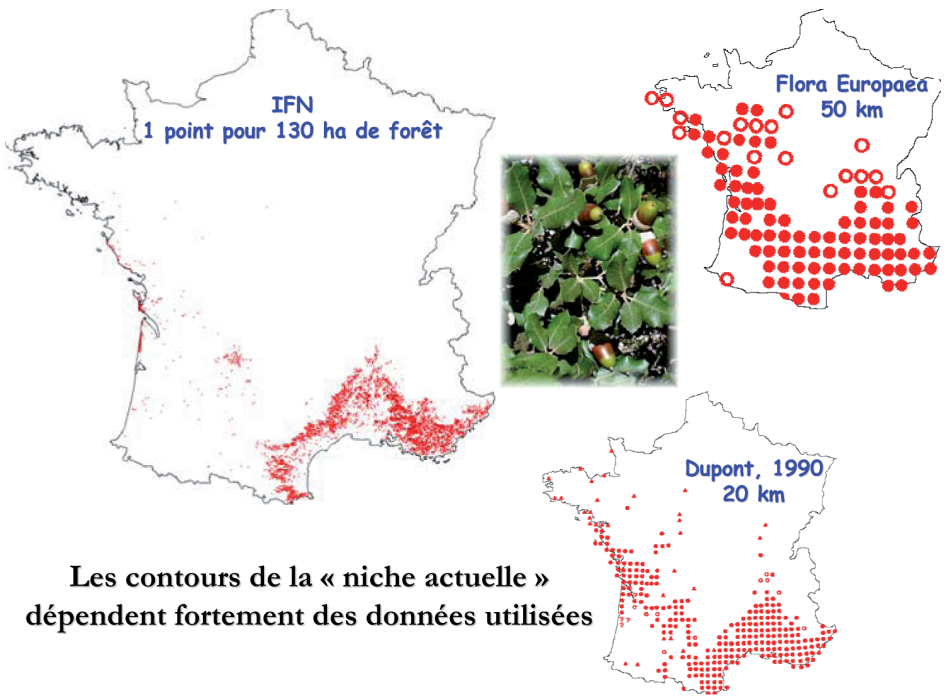 IFN
1 point pour 130 ha de forêt
Flora Europaea
50 km
Dupont, 1990
20 km
Les contours de la « niche actuelle »
dépendent fortement des données utilisées